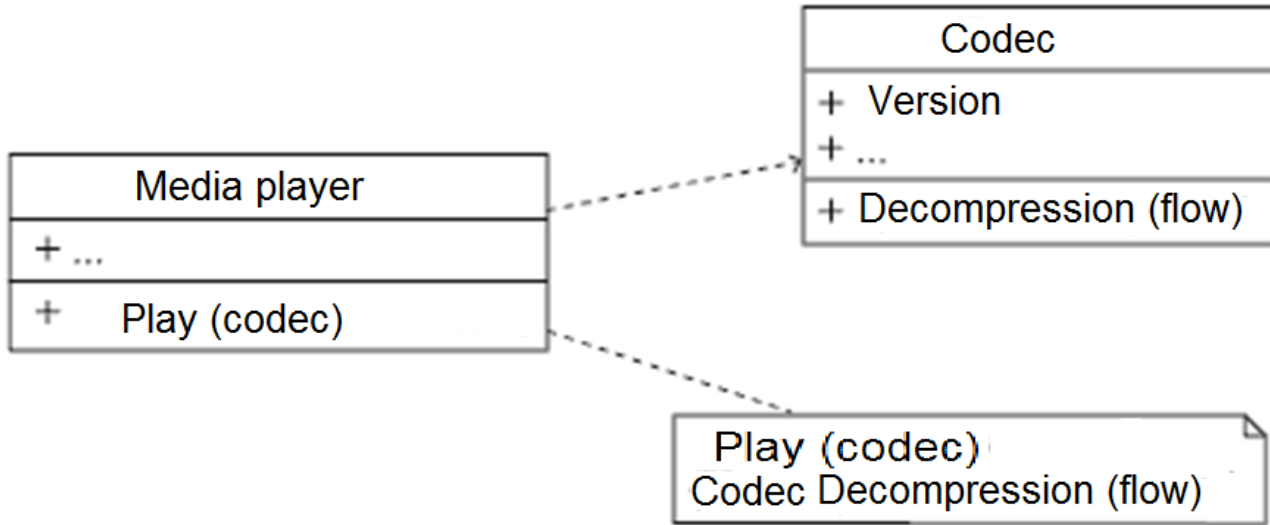 Codec
+ Version
+ ...
+ Decompression (flow)
Media player
+ ...
+ Play (codec)
Play (codec)
Codec Decompression (flow)